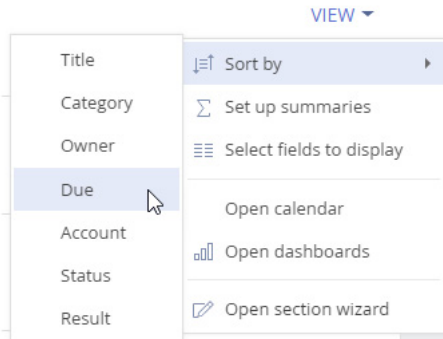 VIEW
Sort by
Set up summaries
Select fields to display
Open calendar
Open dashboards
Open section wizard
Title
Category
Owner
Due
Account
Status
Result